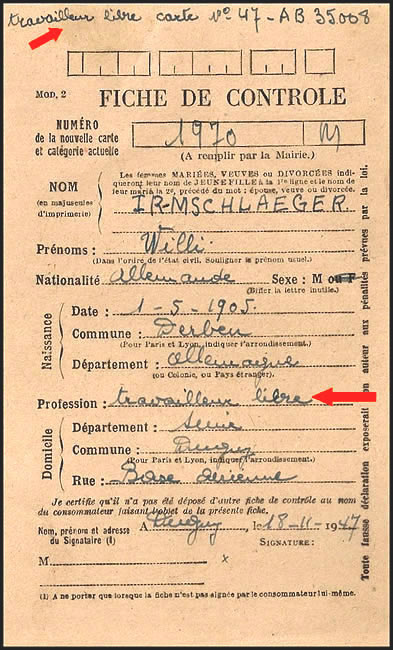 travailleur libre carte n° 47-AB 35.008
MOD. 2
FICHE DE CONTROLE
NUMÉRO
de la nouvelle carte
et catégorie actuelle
1970 M
(A remplir par la Mairie.)
NOM
(en majuscules
d'imprimerie)
Les femmes MARIÉES, VEUVES ou DIVORCÉES indi-
queront leur nom de JEUNE FILLE à la 1re ligne et le nom de
leur mari à la 2e, précédé du mot : épouse, veuve ou divorcée.
IRMSCHLAEGER
Prénoms : Willi
(Dans l'ordre de l'état civil. Souligner le prénom usuel.)
Nationalité allemande Sexe : M ou F
(Biffer la lettre inutile.)
Naissance
Date : 1-5-1905.
Commune : Derben
(Pour Paris et Lyon, indiquer l'arrondissement.)
Département : allemagne
(ou Colonie, ou Pays étranger).
Profession : travailleur libre
Domicile
Département : Seine
Commune : Dugny
(Pour Paris et Lyon, indiquer l'arrondissement.)
Rue : Base aérienne
Je certifie qu'il n'a pas été déposé d'autre fiche de contrôle au nom
du consommateur faisant l'objet de la présente fiche.
Nom, prénom et adresse
du Signataire (I)
A Dugny, le 18-11-1947
SIGNATURE :
M x
(1) A ne porter que lorsque la fiche n'est pas signée par le consommateur lui-même.
Toute fausse déclaration exposerait son auteur aux pénalités prévues par la loi.